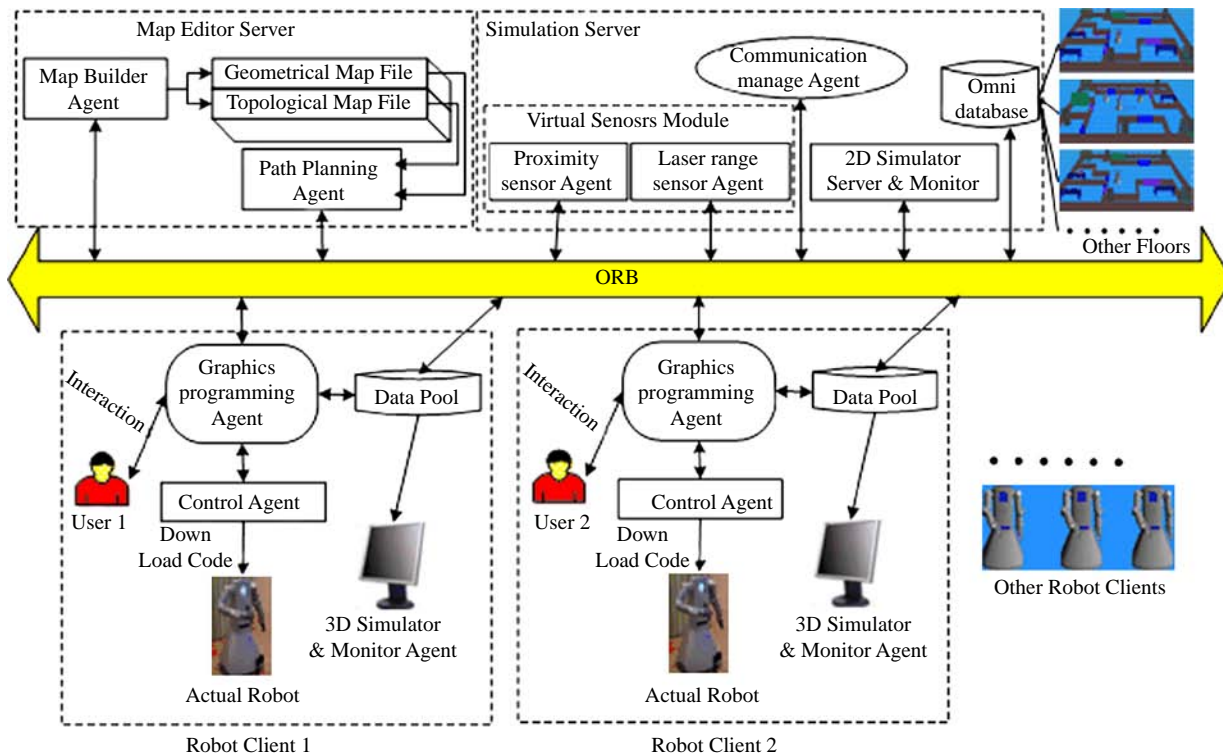 Map Editor Server
Map Builder
Agent
Geometrical Map File
Topological Map File
Path Planning
Agent
Simulation Server
Communication
manage Agent
Omni
database
Virtual Senosrs Module
Proximity
sensor Agent
Laser range
sensor Agent
2D Simulator
Server & Monitor
Other Floors
ORB
Interaction
Graphics
programming
Agent
Data Pool
User 1
Control Agent
Down
Load Code
3D Simulator
& Monitor Agent
Actual Robot
Robot Client 1
Interaction
Graphics
programming
Agent
Data Pool
User 2
Control Agent
Down
Load Code
3D Simulator
& Monitor Agent
Actual Robot
Robot Client 2
Other Robot Clients